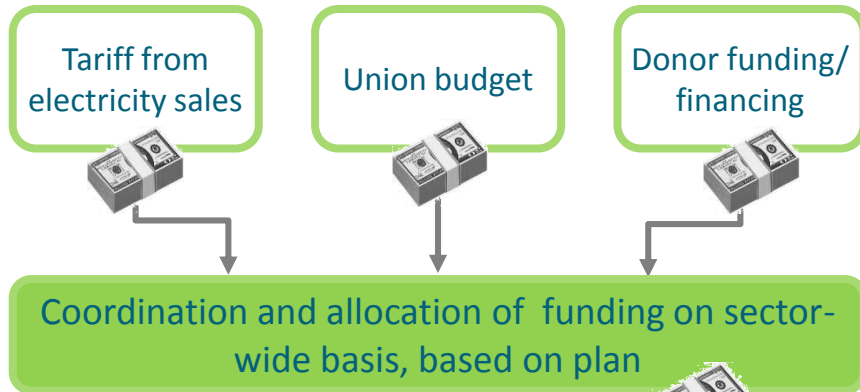 Tariff from
electricity sales
Union budget
Donor funding/
financing
Coordination and allocation of funding on sector-
wide basis, based on plan